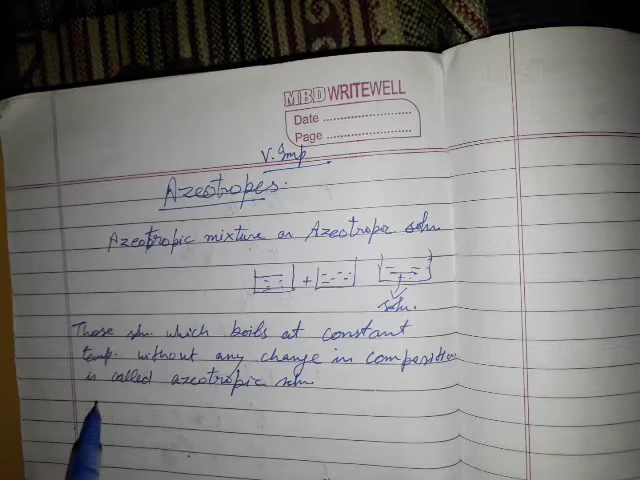 MBD WRITEWELL
Date ..............................
Page ..............................
V. Imp
Azeotropes.
Azeotropic mixture or Azeotropic soln.
+
soln.
Those soln. which boils at constant
temp. without any change in composition
is called azeotropic soln